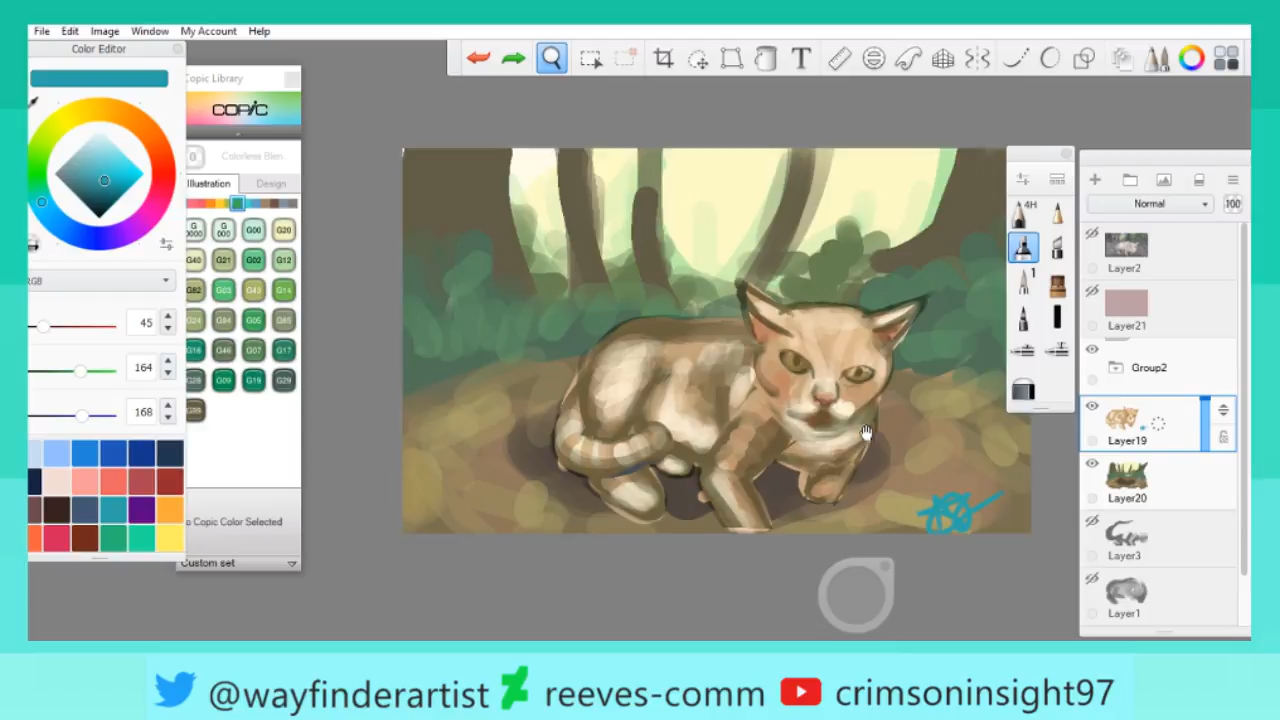 File Edit Image Window My Account Help
Color Editor
Copic Library
COPIC
0 Colorless Blen
Illustration Design
G0000 G000 G00 G20
G40 G21 G02 G12
G82 G03 G43 G14
G24 G94 G05 G85
G16 G46 G07 G17
G28 G09 G19 G29
G99
RGB
45
164
168
o Copic Color Selected
Custom set
T
4H
1
Normal 100
Layer2
Layer21
Group2
Layer19
Layer20
Layer3
Layer1
@wayfinderartist reeves-comm crimsoninsight97